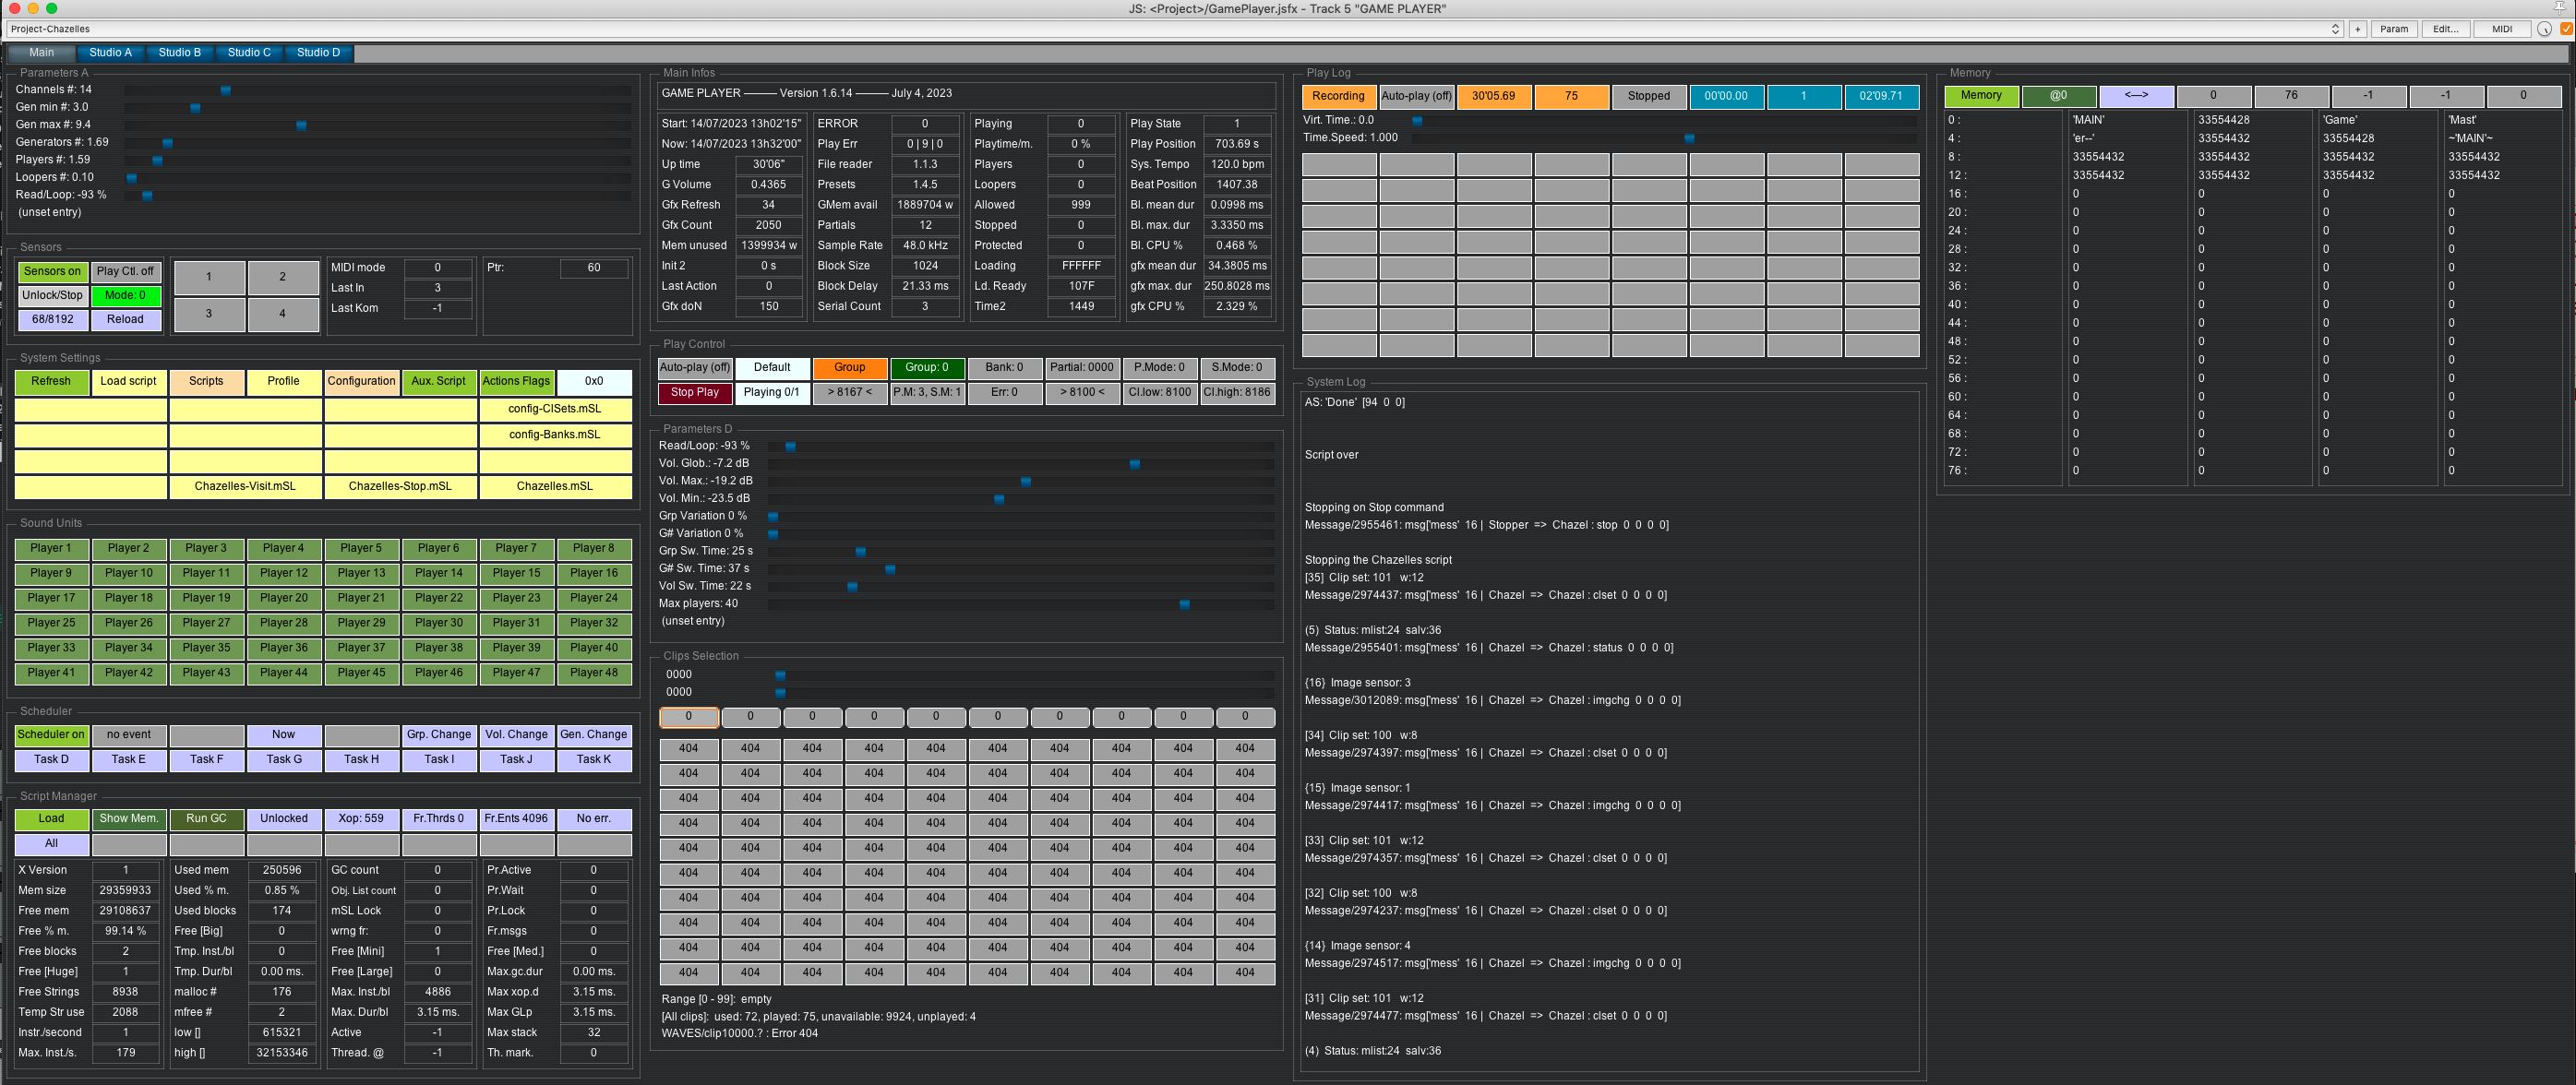 JS: <Project>/GamePlayer.jsfx - Track 5 "GAME PLAYER"
Project-Chazelles + Param Edit... MIDI
Main Studio A Studio B Studio C Studio D
Parameters A
Channels #: 14
Gen min #: 3.0
Gen max #: 9.4
Generators #: 1.69
Players #: 1.59
Loopers #: 0.10
Read/Loop: -93 %
(unset entry)
Sensors
Sensors on Play Ctl. off
Unlock/Stop Mode: 0
68/8192 Reload
1 2
3 4
MIDI mode 0
Last In 3
Last Kom -1
Ptr: 60
System Settings
Refresh Load script Scripts Profile Configuration Aux. Script Actions Flags 0x0
config-ClSets.mSL
config-Banks.mSL
Chazelles-Visit.mSL Chazelles-Stop.mSL Chazelles.mSL
Sound Units
Player 1 Player 2 Player 3 Player 4 Player 5 Player 6 Player 7 Player 8
Player 9 Player 10 Player 11 Player 12 Player 13 Player 14 Player 15 Player 16
Player 17 Player 18 Player 19 Player 20 Player 21 Player 22 Player 23 Player 24
Player 25 Player 26 Player 27 Player 28 Player 29 Player 30 Player 31 Player 32
Player 33 Player 34 Player 35 Player 36 Player 37 Player 38 Player 39 Player 40
Player 41 Player 42 Player 43 Player 44 Player 45 Player 46 Player 47 Player 48
Scheduler
Scheduler on no event Now Grp. Change Vol. Change Gen. Change
Task D Task E Task F Task G Task H Task I Task J Task K
Script Manager
Load Show Mem. Run GC Unlocked Xop: 559 Fr.Thrds 0 Fr.Ents 4096 No err.
All
X Version 1 Used mem 250596 GC count 0 Pr.Active 0
Mem size 29359933 Used % m. 0.85 % Obj. List count 0 Pr.Wait 0
Free mem 29108637 Used blocks 174 mSL Lock 0 Pr.Lock 0
Free % m. 99.14 % Free [Big] 0 wrng fr: 0 Fr.msgs 0
Free blocks 2 Tmp. Inst./bl 0 Free [Mini] 1 Free [Med.] 0
Free [Huge] 1 Tmp. Dur/bl 0.00 ms. Free [Large] 0 Max.gc.dur 0.00 ms.
Free Strings 8938 malloc # 176 Max. Inst./bl 4886 Max xop.d 3.15 ms.
Temp Str use 2088 mfree # 2 Max. Dur/bl 3.15 ms. Max GLp 3.15 ms.
Instr./second 1 low [] 615321 Active -1 Max stack 32
Max. Inst./s. 179 high [] 32153346 Thread. @ -1 Th. mark. 0
Main Infos
GAME PLAYER ——— Version 1.6.14 ——— July 4, 2023
Start: 14/07/2023 13h02'15" ERROR 0 Playing 0 Play State 1
Now: 14/07/2023 13h32'00" Play Err 0 | 9 | 0 Playtime/m. 0 % Play Position 703.69 s
Up time 30'06" File reader 1.1.3 Players 0 Sys. Tempo 120.0 bpm
G Volume 0.4365 Presets 1.4.5 Loopers 0 Beat Position 1407.38
Gfx Refresh 34 GMem avail 1889704 w Allowed 999 Bl. mean dur 0.0998 ms
Gfx Count 2050 Partials 12 Stopped 0 Bl. max. dur 3.3350 ms
Mem unused 1399934 w Sample Rate 48.0 kHz Protected 0 Bl. CPU % 0.468 %
Init 2 0 s Block Size 1024 Loading FFFFFF gfx mean dur 34.3805 ms
Last Action 0 Block Delay 21.33 ms Ld. Ready 107F gfx max. dur 250.8028 ms
Gfx doN 150 Serial Count 3 Time2 1449 gfx CPU % 2.329 %
Play Control
Auto-play (off) Default Group Group: 0 Bank: 0 Partial: 0000 P.Mode: 0 S.Mode: 0
Stop Play Playing 0/1 > 8167 < P.M: 3, S.M: 1 Err: 0 > 8100 < Cl.low: 8100 Cl.high: 8186
Parameters D
Read/Loop: -93 %
Vol. Glob.: -7.2 dB
Vol. Max.: -19.2 dB
Vol. Min.: -23.5 dB
Grp Variation 0 %
G# Variation 0 %
Grp Sw. Time: 25 s
G# Sw. Time: 37 s
Vol Sw. Time: 22 s
Max players: 40
(unset entry)
Clips Selection
0000
0000
0 0 0 0 0 0 0 0 0 0
404 404 404 404 404 404 404 404 404 404
404 404 404 404 404 404 404 404 404 404
404 404 404 404 404 404 404 404 404 404
404 404 404 404 404 404 404 404 404 404
404 404 404 404 404 404 404 404 404 404
404 404 404 404 404 404 404 404 404 404
404 404 404 404 404 404 404 404 404 404
404 404 404 404 404 404 404 404 404 404
404 404 404 404 404 404 404 404 404 404
404 404 404 404 404 404 404 404 404 404
Range [0 - 99]: empty
[All clips]: used: 72, played: 75, unavailable: 9924, unplayed: 4
WAVES/clip10000.? : Error 404
Play Log
Recording Auto-play (off) 30'05.69 75 Stopped 00'00.00 1 02'09.71
Virt. Time.: 0.0
Time.Speed: 1.000
System Log
AS: 'Done' [94 0 0]
Script over
Stopping on Stop command
Message/2955461: msg['mess' 16 | Stopper => Chazel : stop 0 0 0 0]
Stopping the Chazelles script
[35] Clip set: 101 w:12
Message/2974437: msg['mess' 16 | Chazel => Chazel : clset 0 0 0 0]
(5) Status: mlist:24 salv:36
Message/2955401: msg['mess' 16 | Chazel => Chazel : status 0 0 0 0]
{16} Image sensor: 3
Message/3012089: msg['mess' 16 | Chazel => Chazel : imgchg 0 0 0 0]
[34] Clip set: 100 w:8
Message/2974397: msg['mess' 16 | Chazel => Chazel : clset 0 0 0 0]
{15} Image sensor: 1
Message/2974417: msg['mess' 16 | Chazel => Chazel : imgchg 0 0 0 0]
[33] Clip set: 101 w:12
Message/2974357: msg['mess' 16 | Chazel => Chazel : clset 0 0 0 0]
[32] Clip set: 100 w:8
Message/2974237: msg['mess' 16 | Chazel => Chazel : clset 0 0 0 0]
{14} Image sensor: 4
Message/2974517: msg['mess' 16 | Chazel => Chazel : imgchg 0 0 0 0]
[31] Clip set: 101 w:12
Message/2974477: msg['mess' 16 | Chazel => Chazel : clset 0 0 0 0]
(4) Status: mlist:24 salv:36
Memory
Memory @0 <—> 0 76 -1 -1 0
0 : 'MAIN' 33554428 'Game' 'Mast'
4 : 'er--' 33554432 33554428 ~'MAIN'~
8 : 33554432 33554432 33554432 33554432
12 : 33554432 33554432 33554432 33554432
16 : 0 0 0 0
20 : 0 0 0 0
24 : 0 0 0 0
28 : 0 0 0 0
32 : 0 0 0 0
36 : 0 0 0 0
40 : 0 0 0 0
44 : 0 0 0 0
48 : 0 0 0 0
52 : 0 0 0 0
56 : 0 0 0 0
60 : 0 0 0 0
64 : 0 0 0 0
68 : 0 0 0 0
72 : 0 0 0 0
76 : 0 0 0 0